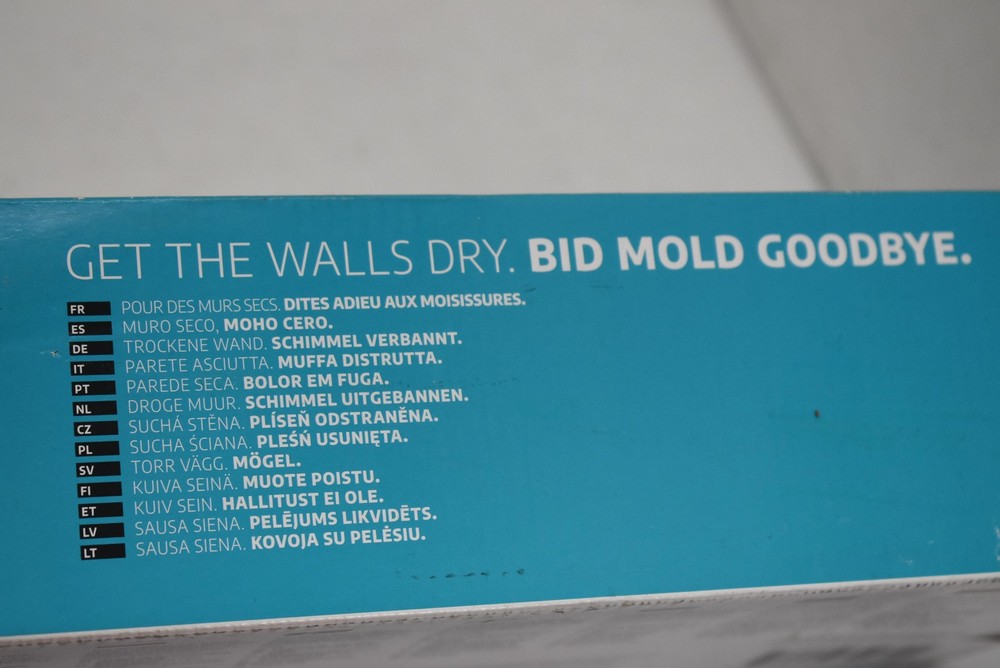 GET THE WALLS DRY. BID MOLD GOODBYE.
FR POUR DES MURS SECS. DITES ADIEU AUX MOISISSURES.
ES MURO SECO, MOHO CERO.
DE TROCKENE WAND. SCHIMMEL VERBANNT.
IT PARETE ASCIUTTA. MUFFA DISTRUTTA.
PT PAREDE SECA. BOLOR EM FUGA.
NL DROGE MUUR. SCHIMMEL UITGEBANNEN.
CZ SUCHÁ STĚNA. PLÍSEŇ ODSTRANĚNA.
PL SUCHA ŚCIANA. PLEŚŃ USUNIĘTA.
SV TORR VÄGG. MÖGEL.
FI KUIVA SEINÄ. MUOTE POISTU.
ET KUIV SEIN. HALLITUST EI OLE.
LV SAUSA SIENA. PELĒJUMS LIKVIDĒTS.
LT SAUSA SIENA. KOVOJA SU PELĖSIU.